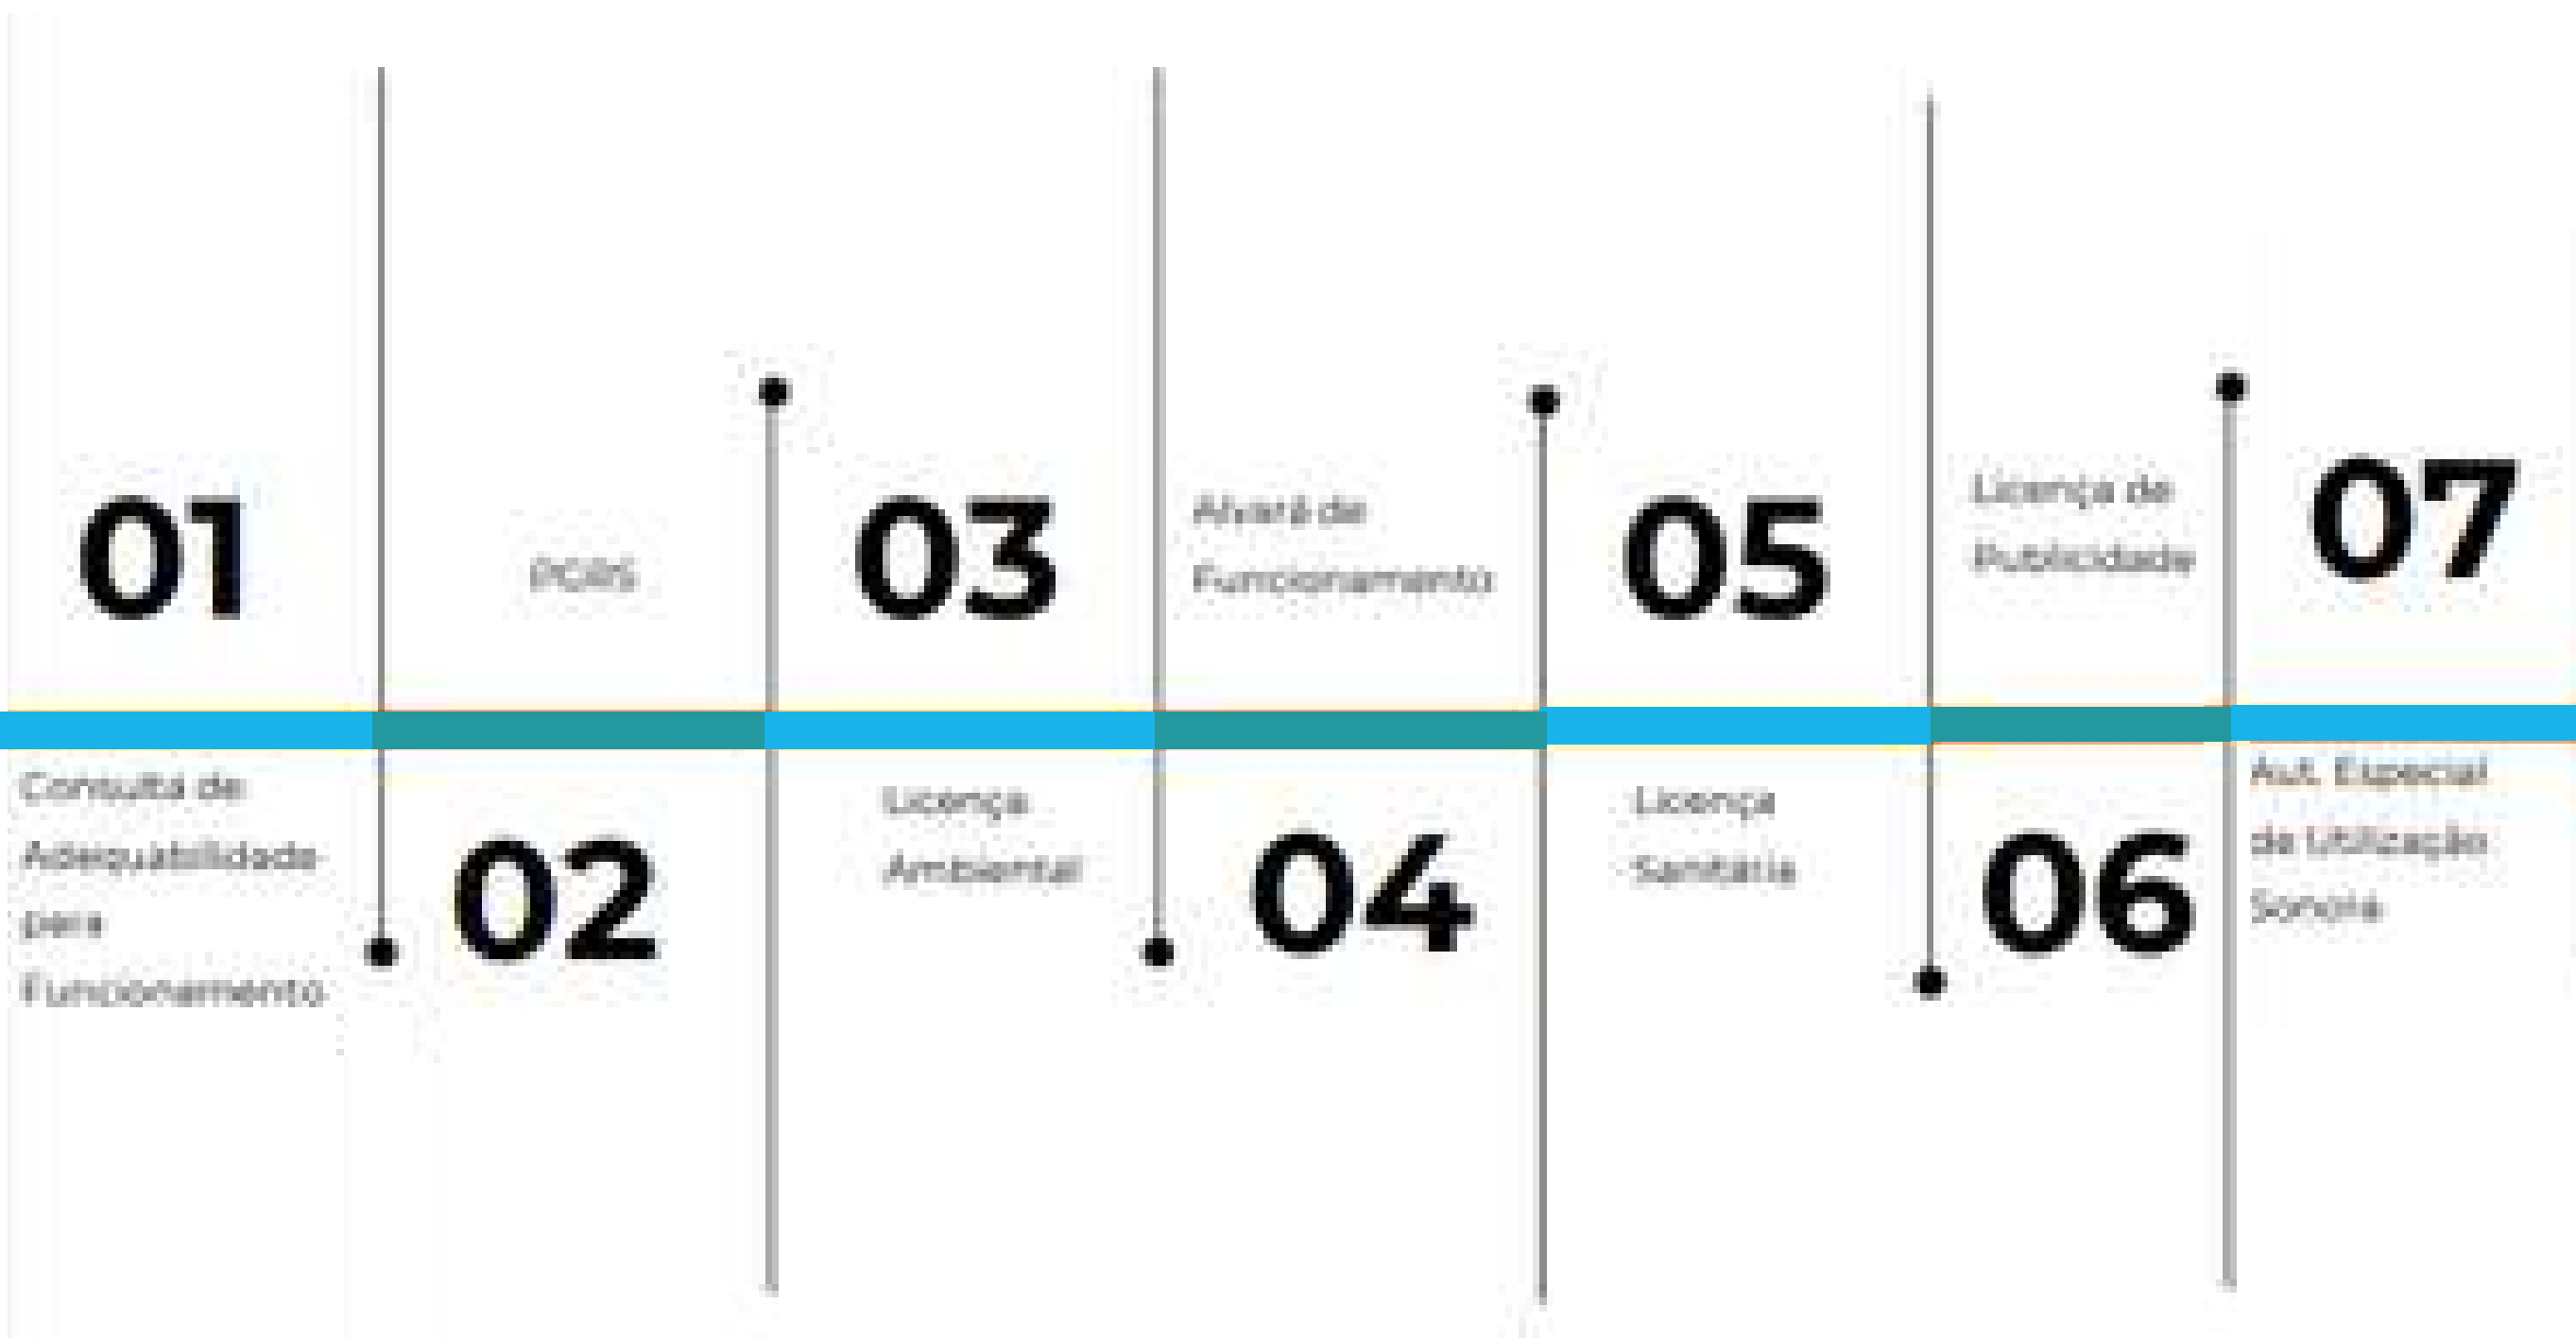 01
Consulta de
Adequabilidade
para
Funcionamento
PGRS
02
03
Licença
Ambiental
Alvará de
Funcionamento
04
05
Licença
Sanitária
Licença de
Publicidade
06
07
Aut. Especial
de Utilização
Sonora